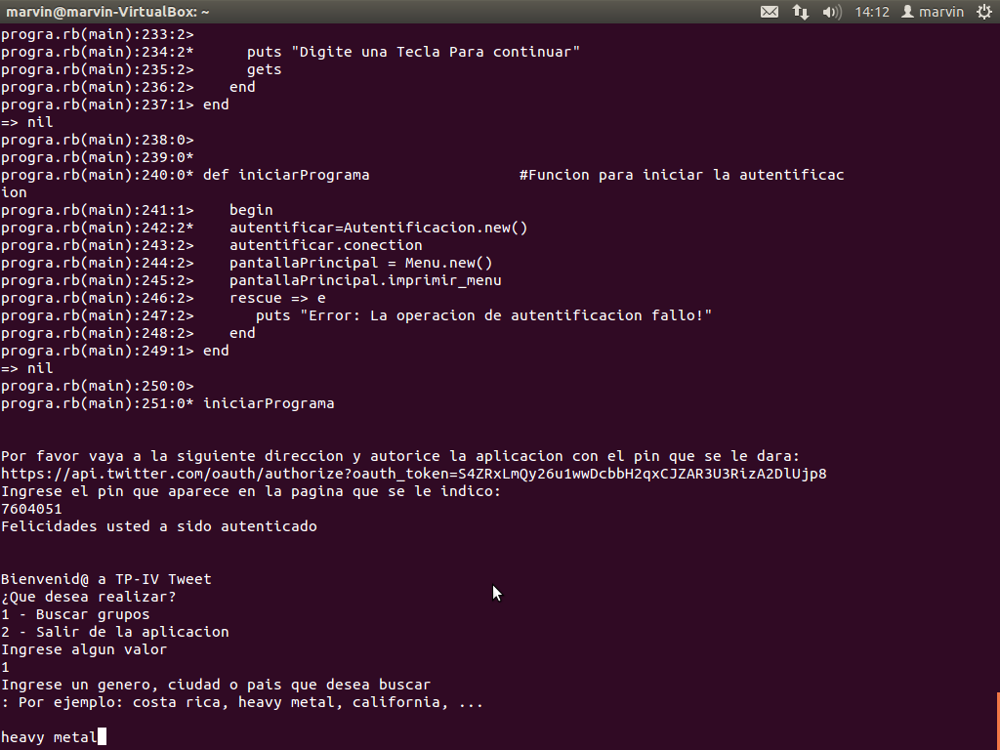 marvin@marvin-VirtualBox: ~ 14:12 marvin
progra.rb(main):233:2>
progra.rb(main):234:2*      puts "Digite una Tecla Para continuar"
progra.rb(main):235:2>      gets
progra.rb(main):236:2>    end
progra.rb(main):237:1> end
=> nil
progra.rb(main):238:0>
progra.rb(main):239:0*
progra.rb(main):240:0* def iniciarPrograma                 #Funcion para iniciar la autentificac
ion
progra.rb(main):241:1>    begin
progra.rb(main):242:2*    autentificar=Autentificacion.new()
progra.rb(main):243:2>    autentificar.conection
progra.rb(main):244:2>    pantallaPrincipal = Menu.new()
progra.rb(main):245:2>    pantallaPrincipal.imprimir_menu
progra.rb(main):246:2>    rescue => e
progra.rb(main):247:2>       puts "Error: La operacion de autentificacion fallo!"
progra.rb(main):248:2>    end
progra.rb(main):249:1> end
=> nil
progra.rb(main):250:0>
progra.rb(main):251:0* iniciarPrograma
Por favor vaya a la siguiente direccion y autorice la aplicacion con el pin que se le dara:
https://api.twitter.com/oauth/authorize?oauth_token=S4ZRxLmQy26u1wwDcbbH2qxCJZAR3U3RizA2DlUjp8
Ingrese el pin que aparece en la pagina que se le indico:
7604051
Felicidades usted a sido autenticado
Bienvenid@ a TP-IV Tweet
¿Que desea realizar?
1 - Buscar grupos
2 - Salir de la aplicacion
Ingrese algun valor
1
Ingrese un genero, ciudad o pais que desea buscar
: Por ejemplo: costa rica, heavy metal, california, ...
heavy metal